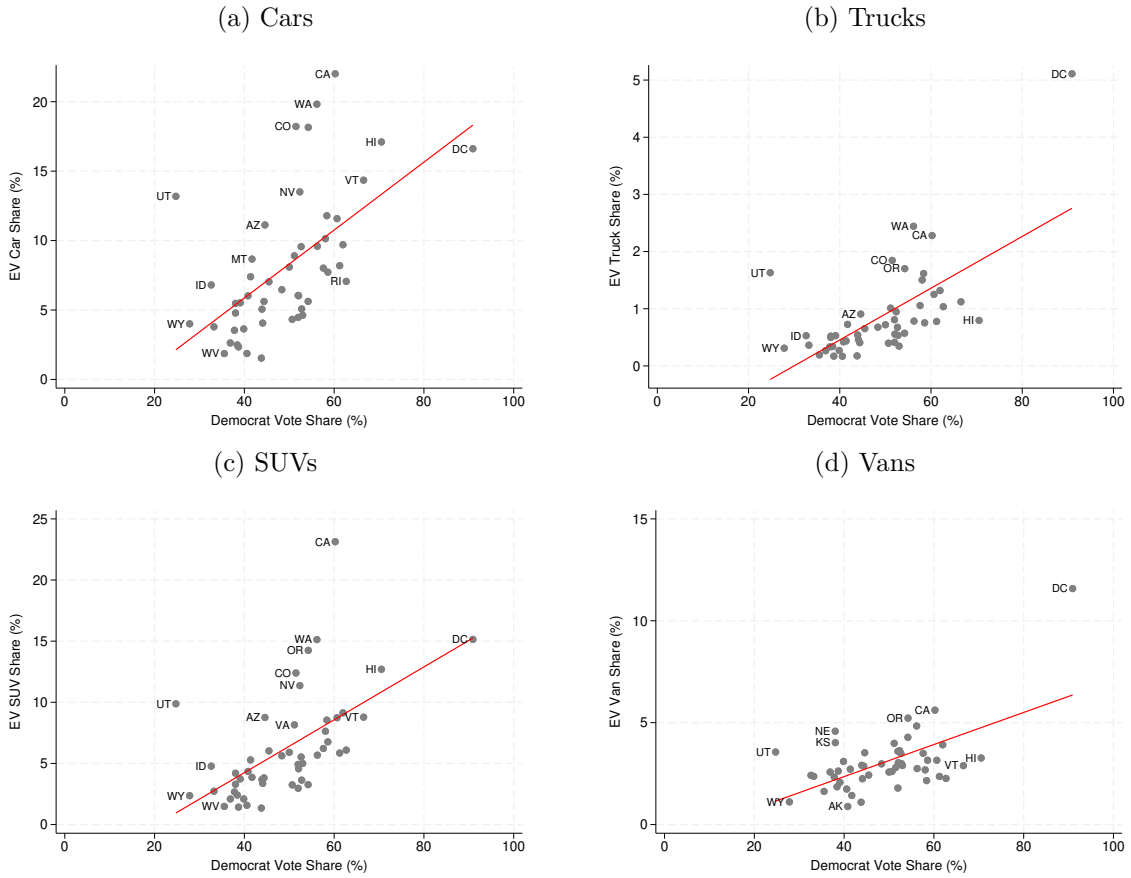 (a) Cars
EV Car Share (%)
20
15
10
5
0
CA
WA
CO
HI
DC
VT
NV
UT
AZ
MT
ID
RI
WY
WV
0 20 40 60 80 100
Democrat Vote Share (%)
(b) Trucks
EV Truck Share (%)
5
4
3
2
1
0
DC
WA
CA
CO
OR
UT
AZ
HI
ID
WY
0 20 40 60 80 100
Democrat Vote Share (%)
(c) SUVs
EV SUV Share (%)
25
20
15
10
5
0
CA
WA
DC
OR
CO
HI
NV
UT
AZ
VT
VA
ID
WY
WV
0 20 40 60 80 100
Democrat Vote Share (%)
(d) Vans
EV Van Share (%)
15
10
5
0
DC
CA
OR
NE
KS
UT
HI
VT
WY
AK
0 20 40 60 80 100
Democrat Vote Share (%)